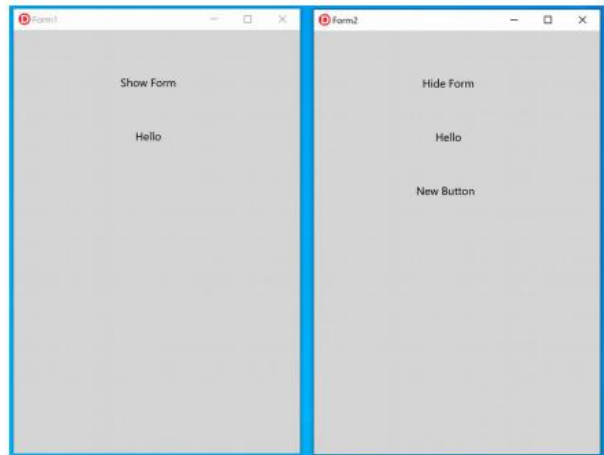 Form1
Show Form
Hello
Form2
Hide Form
Hello
New Button